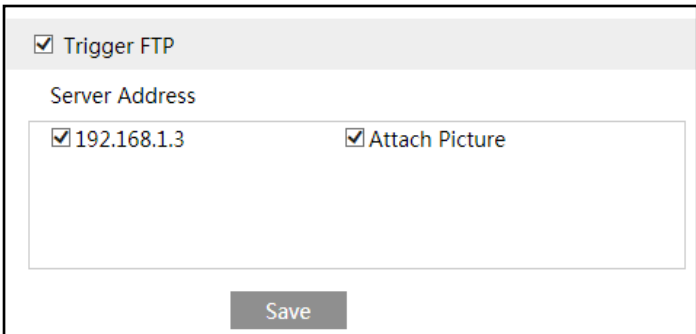 Trigger FTP
Server Address
192.168.1.3 Attach Picture
Save